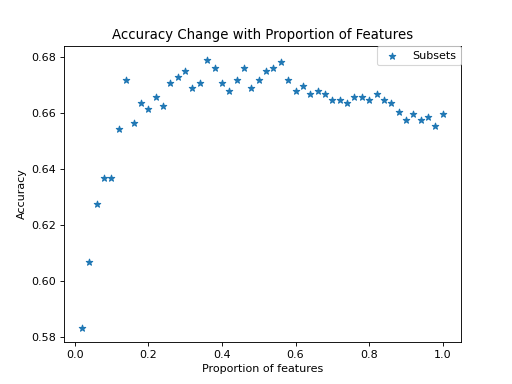 Accuracy Change with Proportion of Features
Subsets
0.68
0.66
0.64
0.62
0.60
0.58
Accuracy
0.0 0.2 0.4 0.6 0.8 1.0
Proportion of features